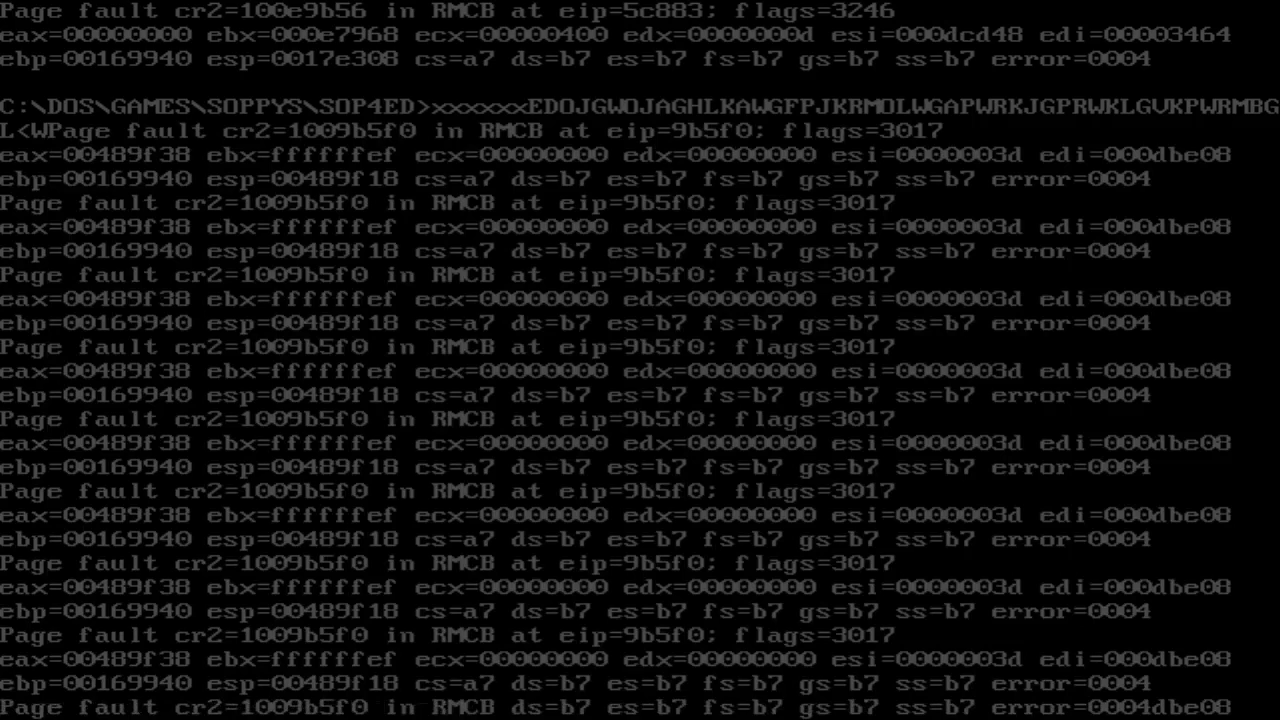 Page fault cr2=100e9b56 in RMCB at eip=5c883; flags=3246
eax=00000000 ebx=000e7968 ecx=00000400 edx=0000000d esi=000dcd48 edi=00003464
ebp=00169940 esp=0017e308 cs=a7 ds=b7 es=b7 fs=b7 gs=b7 ss=b7 error=0004
C:\DOS\GAMES\SOPPYS\SOP4ED>xxxxxxEDOJGWOJAGHLKAWGFPJKRMOLWGAPWRKJGPRWKLGVKPWRMBG
L<WPage fault cr2=1009b5f0 in RMCB at eip=9b5f0; flags=3017
eax=00489f38 ebx=ffffffef ecx=00000000 edx=00000000 esi=0000003d edi=000dbe08
ebp=00169940 esp=00489f18 cs=a7 ds=b7 es=b7 fs=b7 gs=b7 ss=b7 error=0004
Page fault cr2=1009b5f0 in RMCB at eip=9b5f0; flags=3017
eax=00489f38 ebx=ffffffef ecx=00000000 edx=00000000 esi=0000003d edi=000dbe08
ebp=00169940 esp=00489f18 cs=a7 ds=b7 es=b7 fs=b7 gs=b7 ss=b7 error=0004
Page fault cr2=1009b5f0 in RMCB at eip=9b5f0; flags=3017
eax=00489f38 ebx=ffffffef ecx=00000000 edx=00000000 esi=0000003d edi=000dbe08
ebp=00169940 esp=00489f18 cs=a7 ds=b7 es=b7 fs=b7 gs=b7 ss=b7 error=0004
Page fault cr2=1009b5f0 in RMCB at eip=9b5f0; flags=3017
eax=00489f38 ebx=ffffffef ecx=00000000 edx=00000000 esi=0000003d edi=000dbe08
ebp=00169940 esp=00489f18 cs=a7 ds=b7 es=b7 fs=b7 gs=b7 ss=b7 error=0004
Page fault cr2=1009b5f0 in RMCB at eip=9b5f0; flags=3017
eax=00489f38 ebx=ffffffef ecx=00000000 edx=00000000 esi=0000003d edi=000dbe08
ebp=00169940 esp=00489f18 cs=a7 ds=b7 es=b7 fs=b7 gs=b7 ss=b7 error=0004
Page fault cr2=1009b5f0 in RMCB at eip=9b5f0; flags=3017
eax=00489f38 ebx=ffffffef ecx=00000000 edx=00000000 esi=0000003d edi=000dbe08
ebp=00169940 esp=00489f18 cs=a7 ds=b7 es=b7 fs=b7 gs=b7 ss=b7 error=0004
Page fault cr2=1009b5f0 in RMCB at eip=9b5f0; flags=3017
eax=00489f38 ebx=ffffffef ecx=00000000 edx=00000000 esi=0000003d edi=000dbe08
ebp=00169940 esp=00489f18 cs=a7 ds=b7 es=b7 fs=b7 gs=b7 ss=b7 error=0004
Page fault cr2=1009b5f0 in RMCB at eip=9b5f0; flags=3017
eax=00489f38 ebx=ffffffef ecx=00000000 edx=00000000 esi=0000003d edi=000dbe08
ebp=00169940 esp=00489f18 cs=a7 ds=b7 es=b7 fs=b7 gs=b7 ss=b7 error=0004
Page fault cr2=1009b5f0 in RMCB at eip=9b5f0; flags=3017 error=0004dbe08